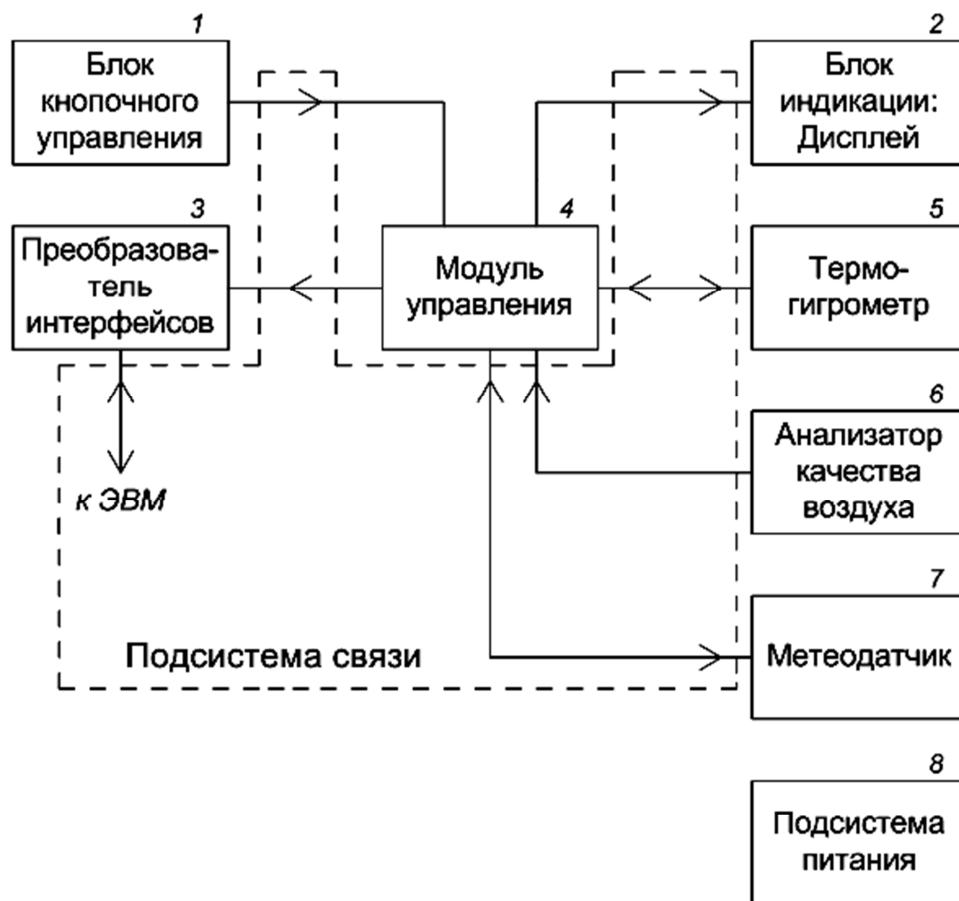 1
Блок
кнопочного
управления
2
Блок
индикации:
Дисплей
3
Преобразова-
тель
интерфейсов
4
Модуль
управления
5
Термо-
гигрометр
6
Анализатор
качества
воздуха
к ЭВМ
7
Метеодатчик
Подсистема связи
8
Подсистема
питания